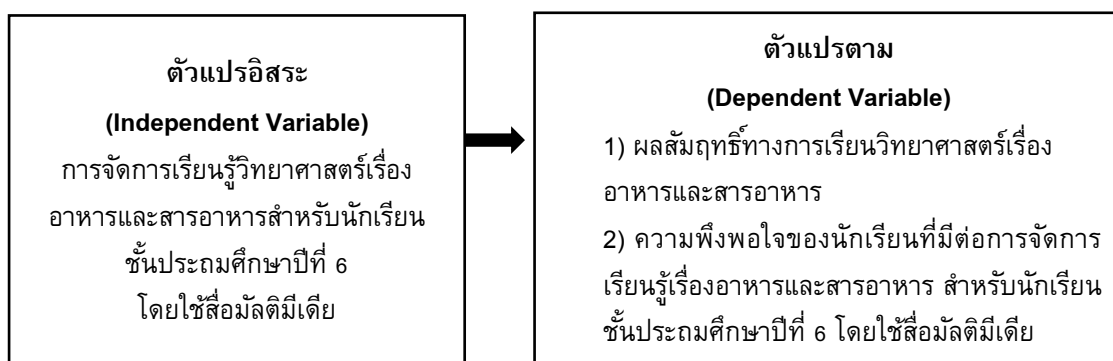 ตัวแปรอิสระ
(Independent Variable)
การจัดการเรียนรู้วิทยาศาสตร์เรื่อง
อาหารและสารอาหารสำหรับนักเรียน
ชั้นประถมศึกษาปีที่ 6
โดยใช้สื่อมัลติมีเดีย
ตัวแปรตาม
(Dependent Variable)
1) ผลสัมฤทธิ์ทางการเรียนวิทยาศาสตร์เรื่อง
อาหารและสารอาหาร
2) ความพึงพอใจของนักเรียนที่มีต่อการจัดการ
เรียนรู้เรื่องอาหารและสารอาหาร สำหรับนักเรียน
ชั้นประถมศึกษาปีที่ 6 โดยใช้สื่อมัลติมีเดีย